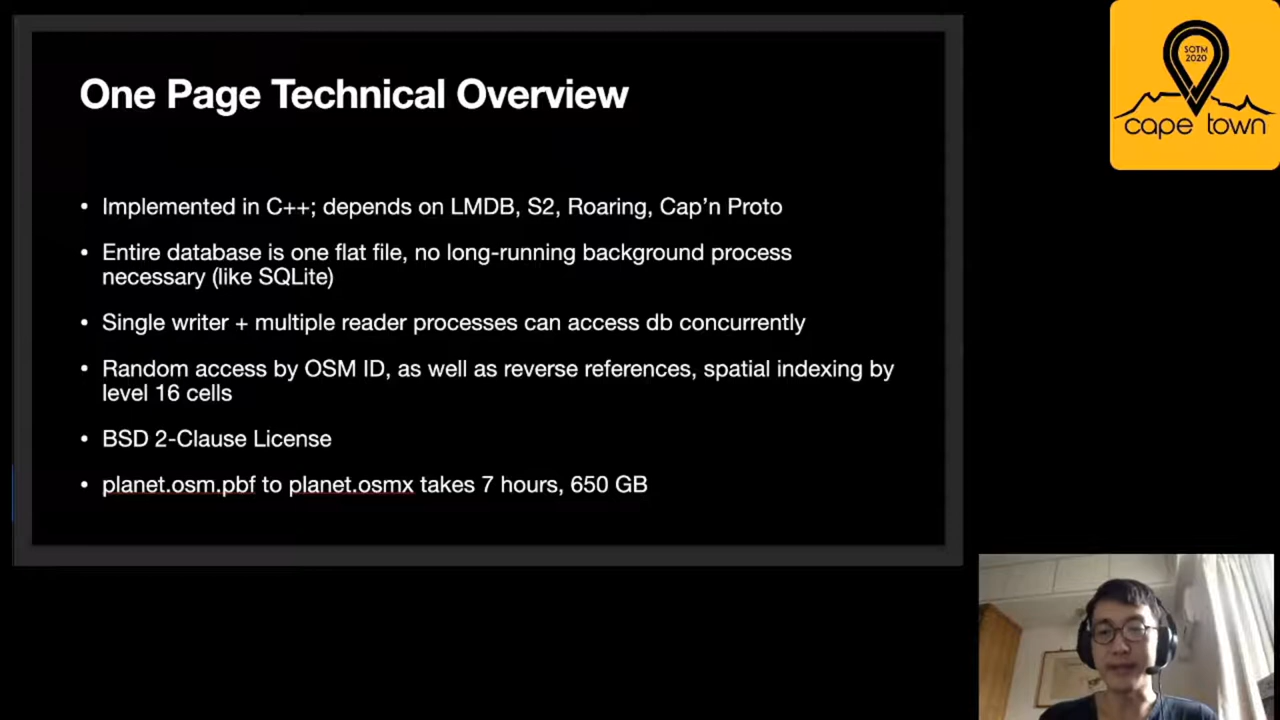 One Page Technical Overview
• Implemented in C++; depends on LMDB, S2, Roaring, Cap’n Proto
• Entire database is one flat file, no long-running background process
necessary (like SQLite)
• Single writer + multiple reader processes can access db concurrently
• Random access by OSM ID, as well as reverse references, spatial indexing by
level 16 cells
• BSD 2-Clause License
• planet.osm.pbf to planet.osmx takes 7 hours, 650 GB
SOTM
2020
cape town